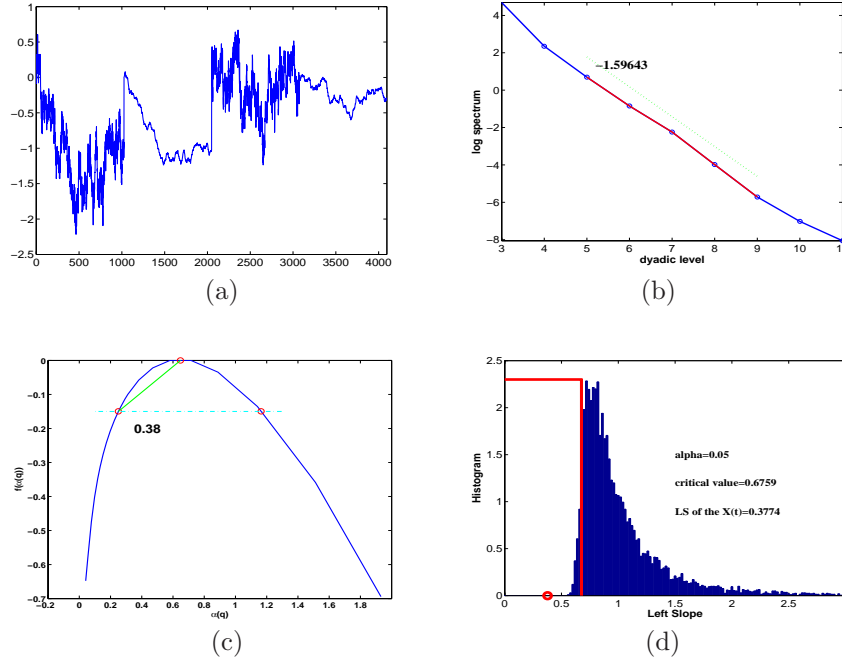 1
0.5
0
−0.5
−1
−1.5
−2
−2.5
0 500 1000 1500 2000 2500 3000 3500 4000
(a)
4
2
0
−2
−4
−6
−8
log spectrum
−1.59643
3 4 5 6 7 8 9 10 11
dyadic level
(b)
0
−0.1
−0.2
−0.3
−0.4
−0.5
−0.6
−0.7
f(α(q))
0.38
−0.2 0 0.2 0.4 0.6 0.8 1 1.2 1.4 1.6 1.8 2
α(q)
(c)
2.5
2
1.5
1
0.5
0
Histogram
alpha=0.05
critical value=0.6759
LS of the X(t)=0.3774
0 0.5 1 1.5 2 2.5
Left Slope
(d)